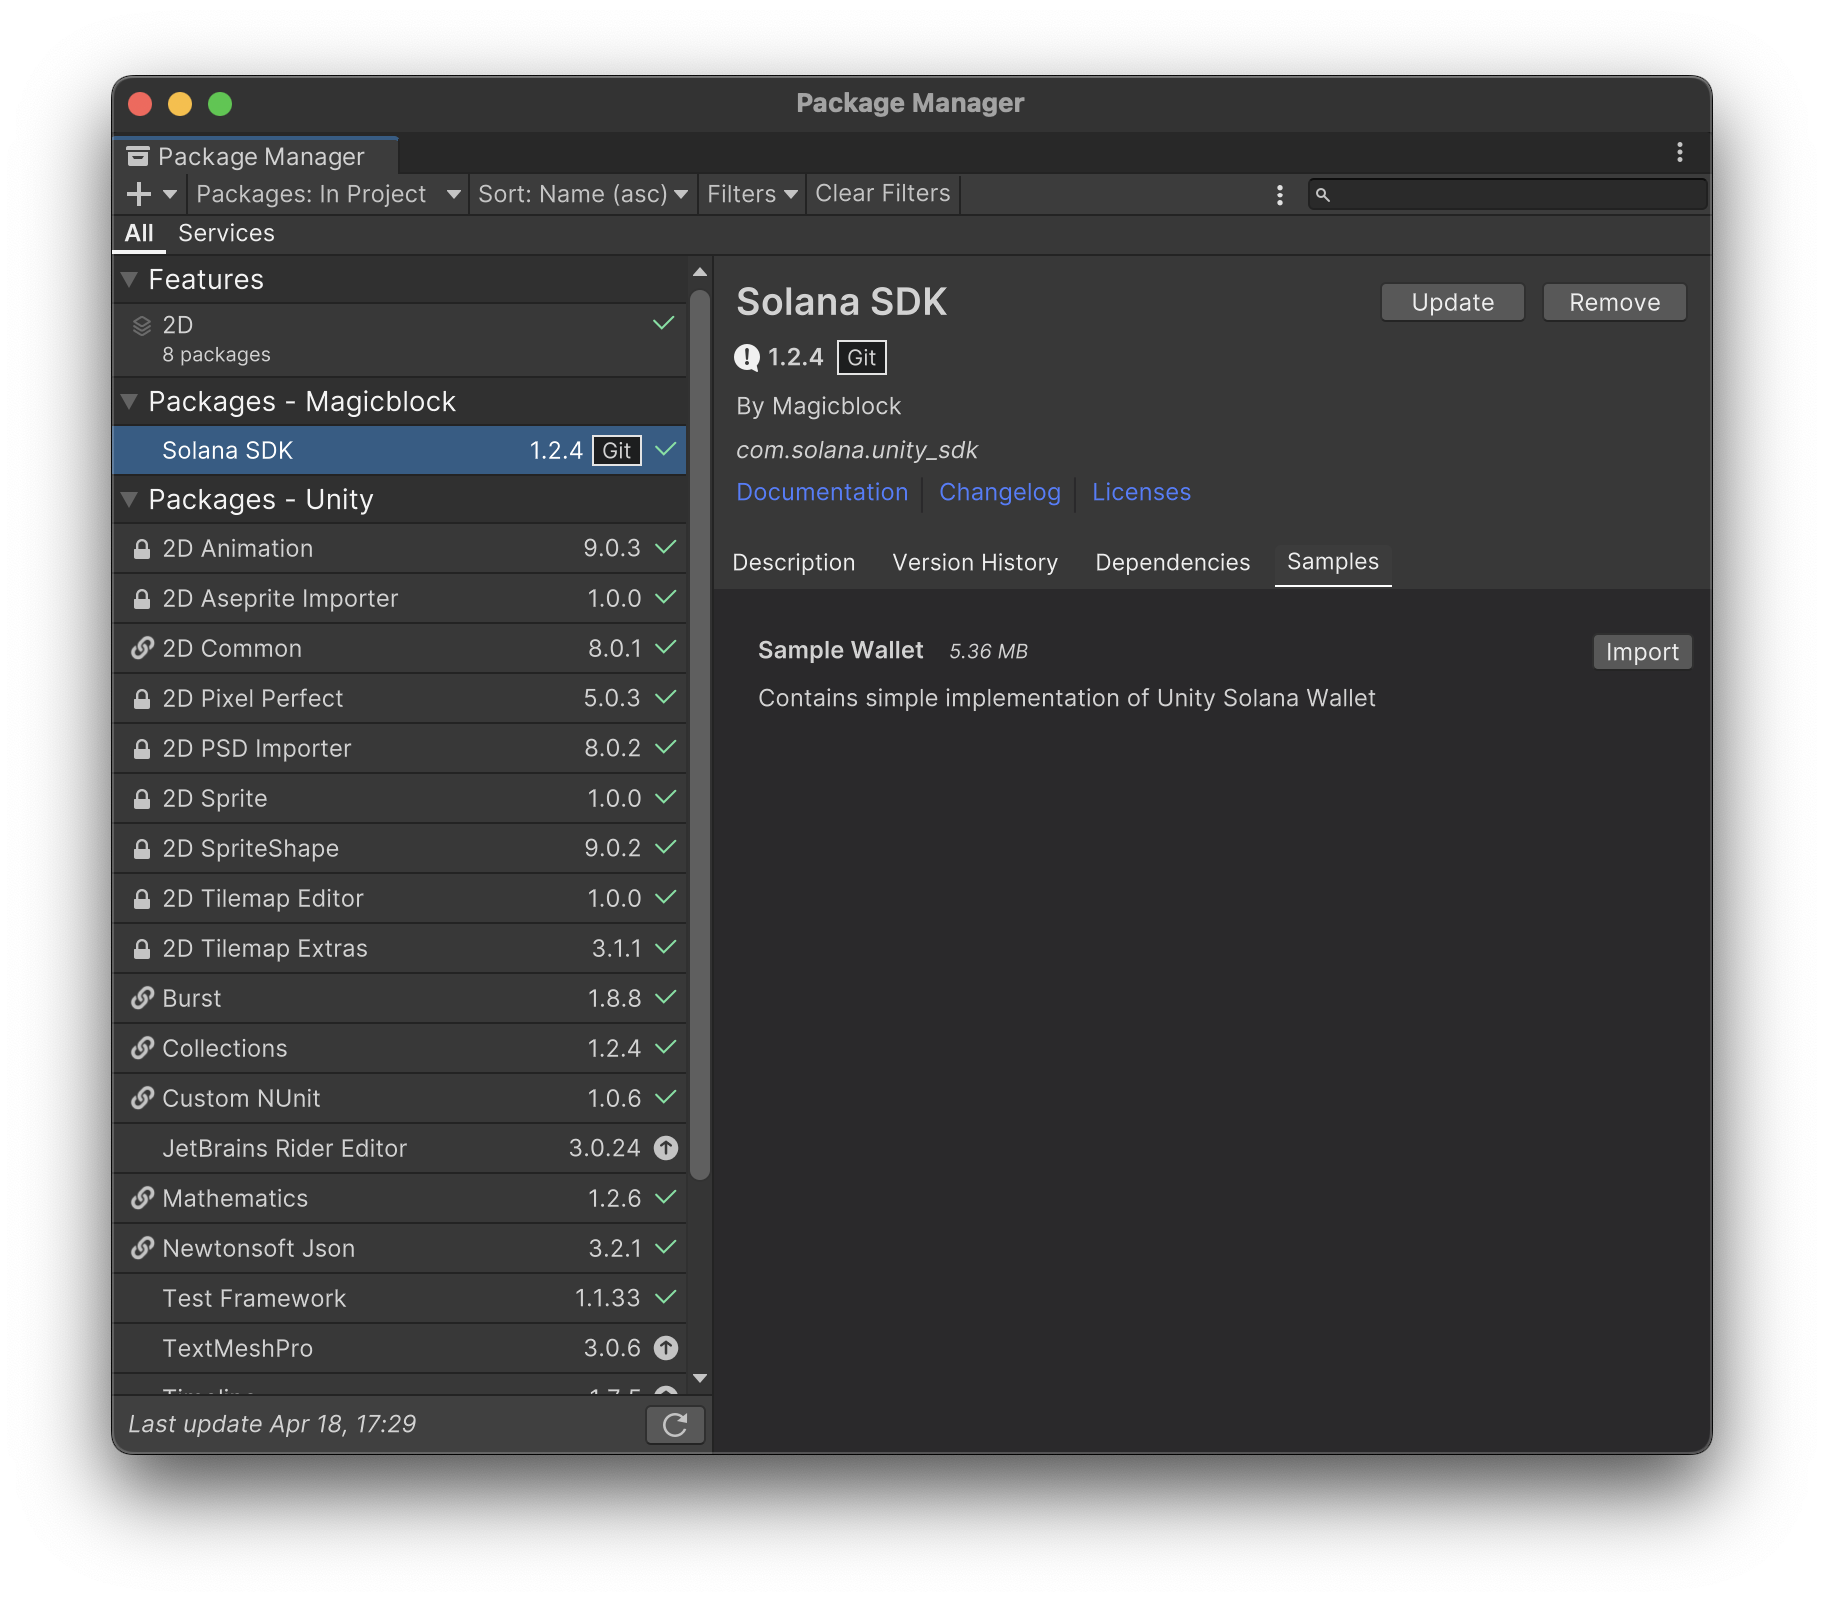 Package Manager
Package Manager
Packages: In Project Sort: Name (asc) Filters Clear Filters
All Services
Features
2D
8 packages
Packages - Magicblock
Solana SDK 1.2.4 Git
Packages - Unity
2D Animation 9.0.3
2D Aseprite Importer 1.0.0
2D Common 8.0.1
2D Pixel Perfect 5.0.3
2D PSD Importer 8.0.2
2D Sprite 1.0.0
2D SpriteShape 9.0.2
2D Tilemap Editor 1.0.0
2D Tilemap Extras 3.1.1
Burst 1.8.8
Collections 1.2.4
Custom NUnit 1.0.6
JetBrains Rider Editor 3.0.24
Mathematics 1.2.6
Newtonsoft Json 3.2.1
Test Framework 1.1.33
TextMeshPro 3.0.6
Last update Apr 18, 17:29
Solana SDK Update Remove
1.2.4 Git
By Magicblock
com.solana.unity_sdk
Documentation Changelog Licenses
Description Version History Dependencies Samples
Sample Wallet 5.36 MB Import
Contains simple implementation of Unity Solana Wallet